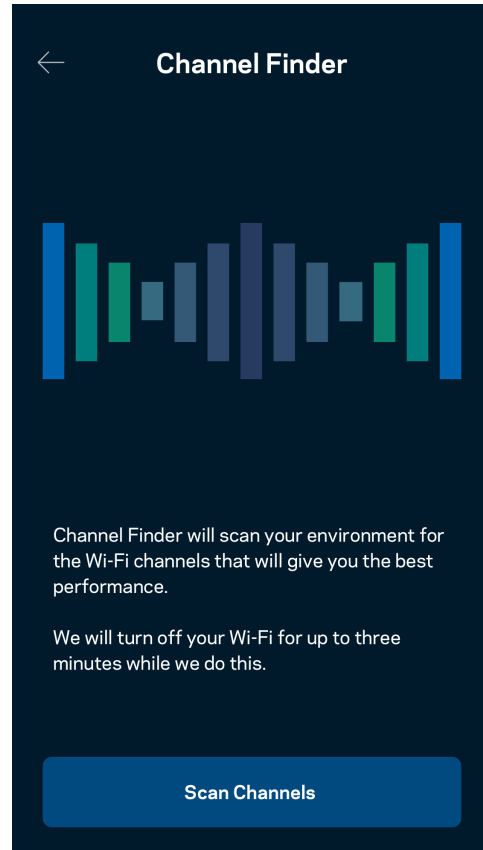 Channel Finder
Channel Finder will scan your environment for
the Wi-Fi channels that will give you the best
performance.
We will turn off your Wi-Fi for up to three
minutes while we do this.
Scan Channels